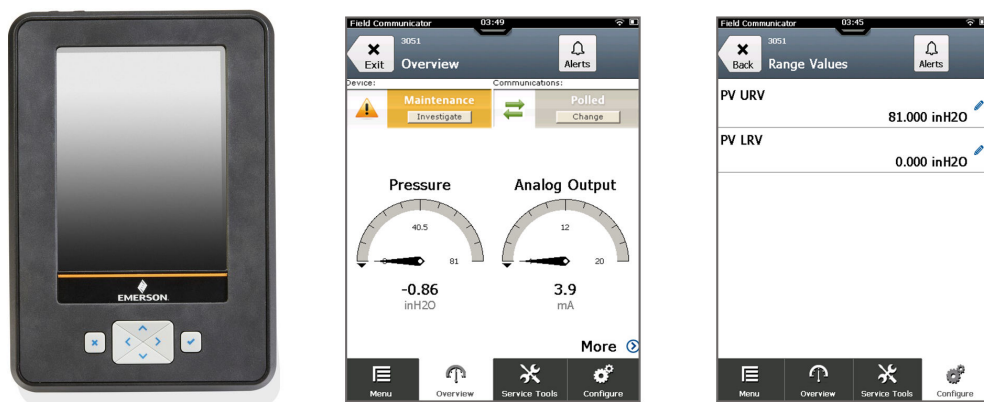 EMERSON.
Field Communicator 03:49
3051
Exit Overview Alerts
Device: Communications:
Maintenance Polled
Investigate Change
Pressure Analog Output
40.5 12
0 81 20
-0.86 3.9
inH2O mA
More
Menu Overview Service Tools Configure
Field Communicator 03:45
3051
Back Range Values Alerts
PV URV
81.000 inH2O
PV LRV
0.000 inH2O
Menu Overview Service Tools Configure